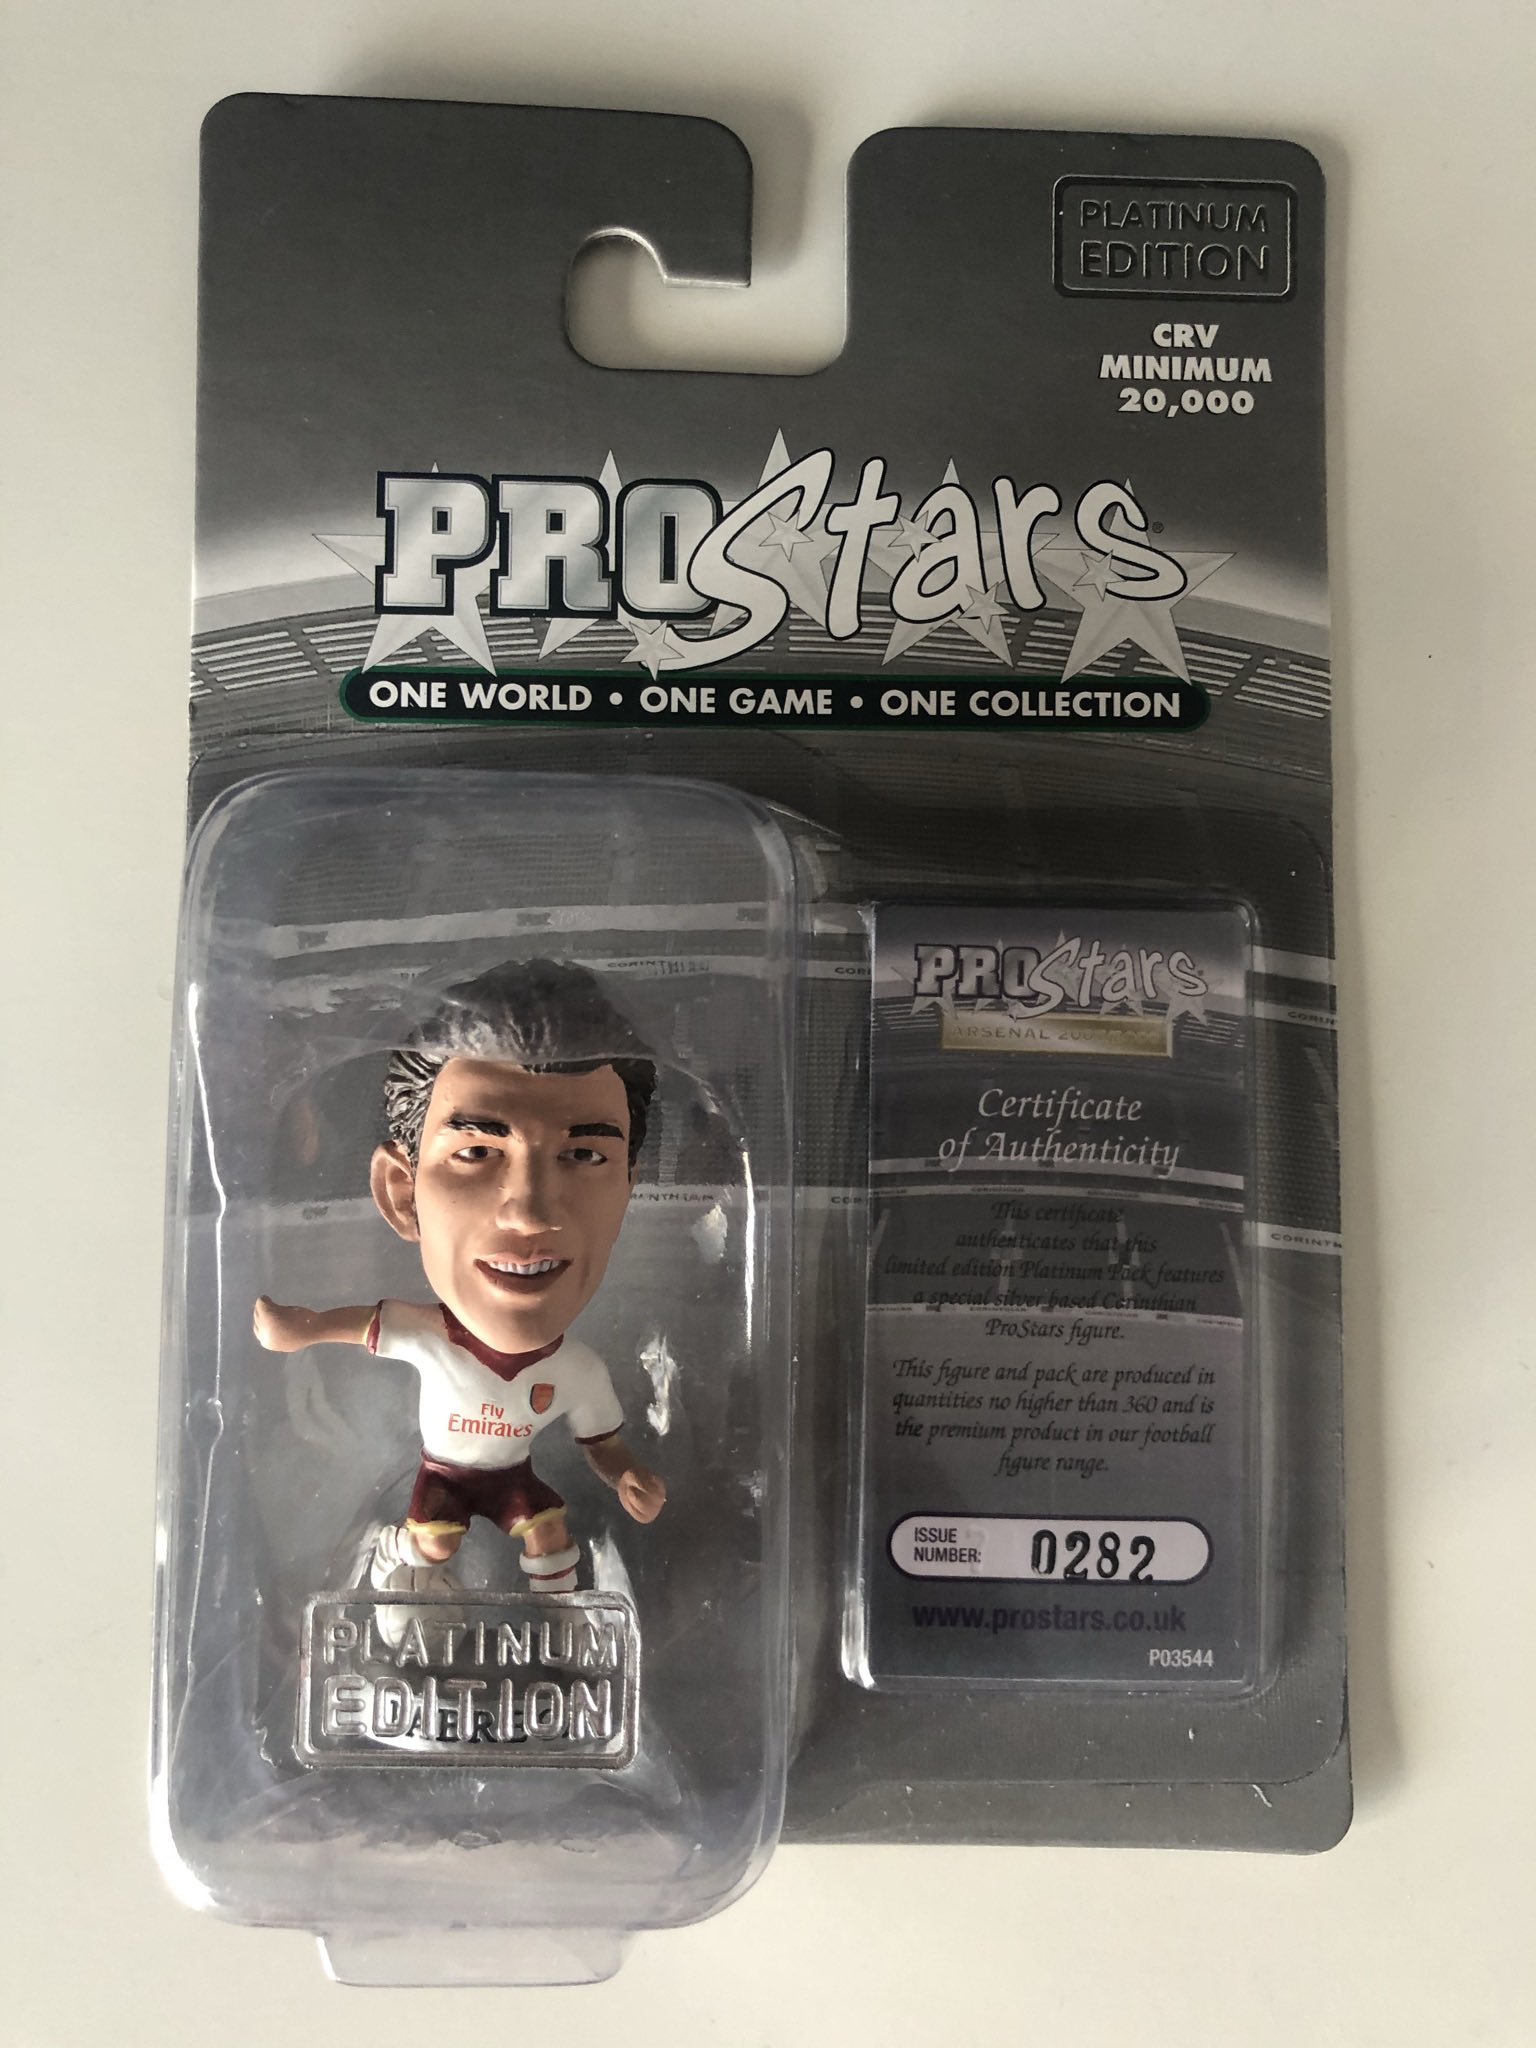 PLATINUM
EDITION
CRV
MINIMUM
20,000
PROStars®
ONE WORLD • ONE GAME • ONE COLLECTION
PROStars
Certificate
of Authenticity
This certificate
authenticates that this
limited edition Platinum Pack features
a special silver based Corinthian
ProStars figure.
This figure and pack are produced in
quantities no higher than 360 and is
the premium product in our football
figure range.
ISSUE
NUMBER: 0282
www.prostars.co.uk
P03544
Fly
Emirates
PLATINUM
EDITION
CORINTHIAN
ARSENAL